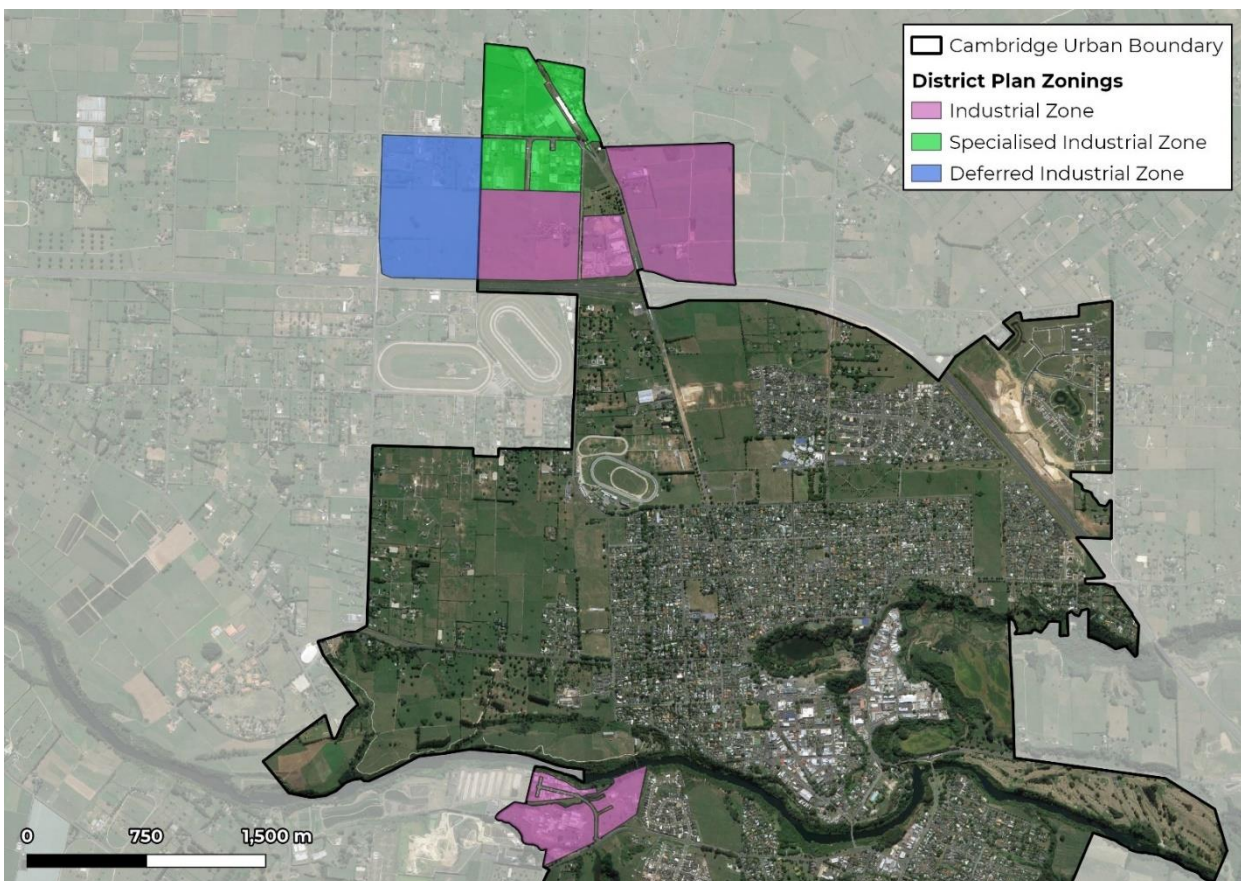 Cambridge Urban Boundary
District Plan Zonings
Industrial Zone
Specialised Industrial Zone
Deferred Industrial Zone
0 750 1,500 m